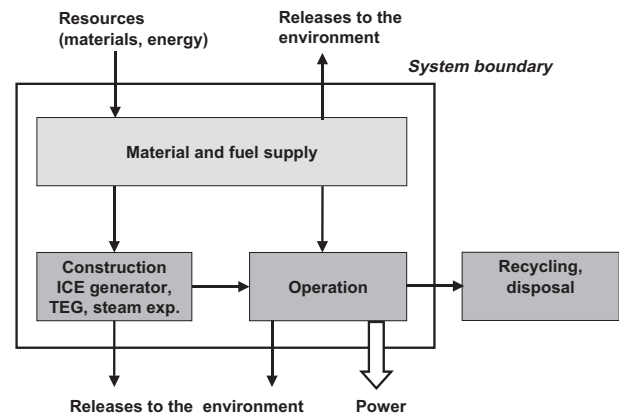 Resources
(materials, energy)
Releases to the
environment
System boundary
Material and fuel supply
Construction
ICE generator,
TEG, steam exp.
Operation
Recycling,
disposal
Releases to the environment
Power